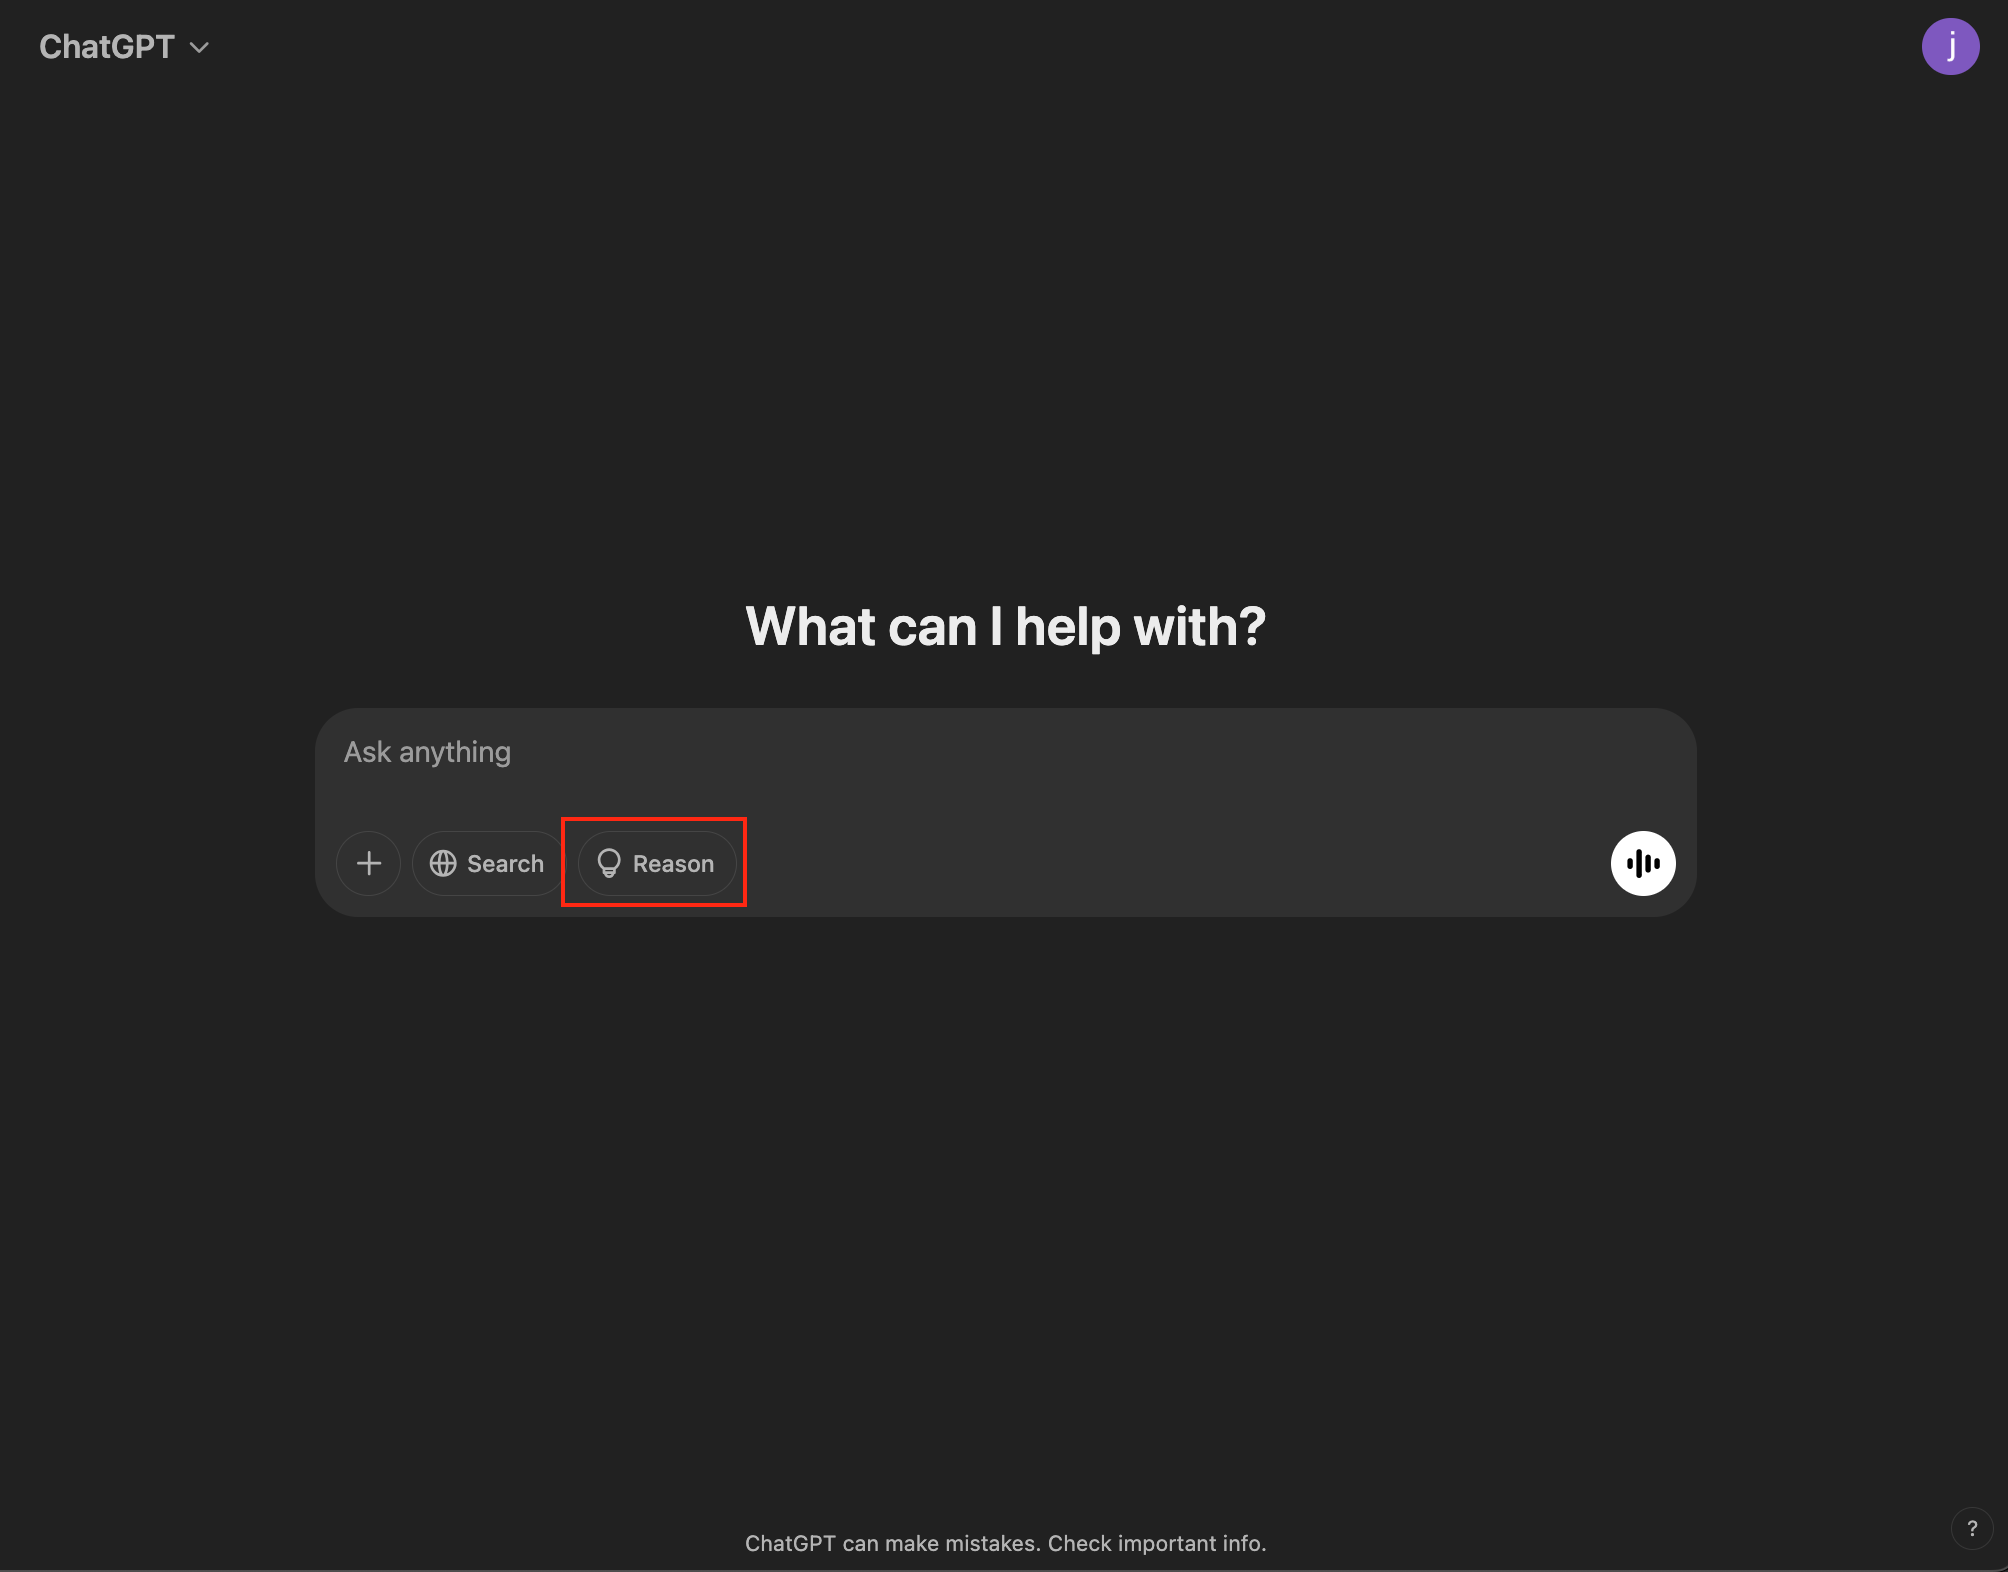 ChatGPT
j
What can I help with?
Ask anything
Search
Reason
ChatGPT can make mistakes. Check important info.
?